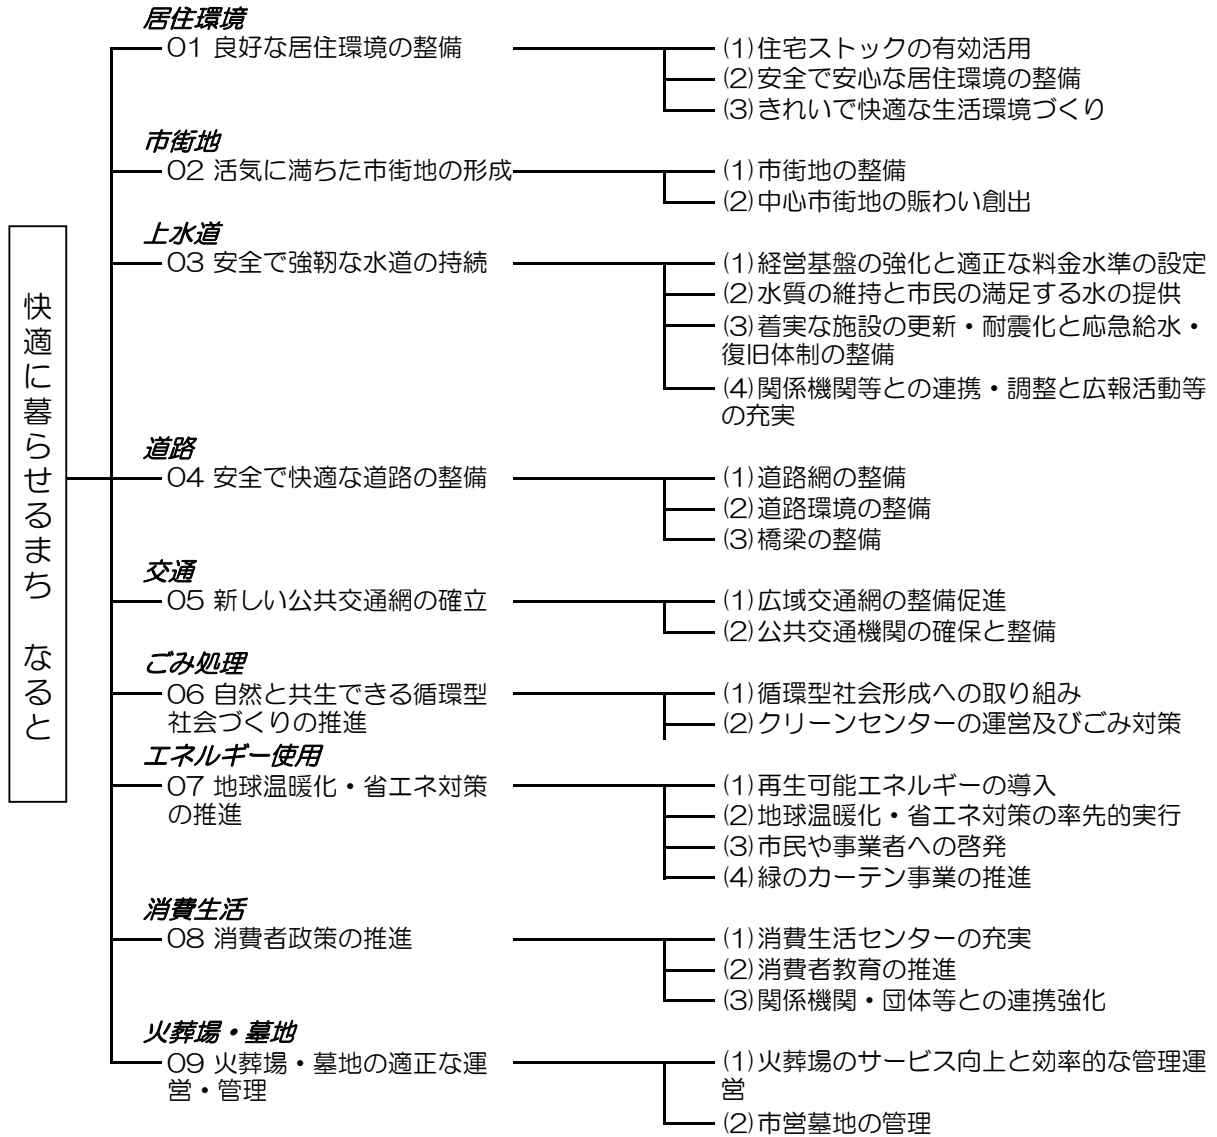 快適に暮らせるまち　なると
居住環境
01 良好な居住環境の整備
(1)住宅ストックの有効活用
(2)安全で安心な居住環境の整備
(3)きれいで快適な生活環境づくり
市街地
02 活気に満ちた市街地の形成
(1)市街地の整備
(2)中心市街地の賑わい創出
上水道
03 安全で強靭な水道の持続
(1)経営基盤の強化と適正な料金水準の設定
(2)水質の維持と市民の満足する水の提供
(3)着実な施設の更新・耐震化と応急給水・
復旧体制の整備
(4)関係機関等との連携・調整と広報活動等
の充実
道路
04 安全で快適な道路の整備
(1)道路網の整備
(2)道路環境の整備
(3)橋梁の整備
交通
05 新しい公共交通網の確立
(1)広域交通網の整備促進
(2)公共交通機関の確保と整備
ごみ処理
06 自然と共生できる循環型
社会づくりの推進
(1)循環型社会形成への取り組み
(2)クリーンセンターの運営及びごみ対策
エネルギー使用
07 地球温暖化・省エネ対策
の推進
(1)再生可能エネルギーの導入
(2)地球温暖化・省エネ対策の率先的実行
(3)市民や事業者への啓発
(4)緑のカーテン事業の推進
消費生活
08 消費者政策の推進
(1)消費生活センターの充実
(2)消費者教育の推進
(3)関係機関・団体等との連携強化
火葬場・墓地
09 火葬場・墓地の適正な運
営・管理
(1)火葬場のサービス向上と効率的な管理運
営
(2)市営墓地の管理